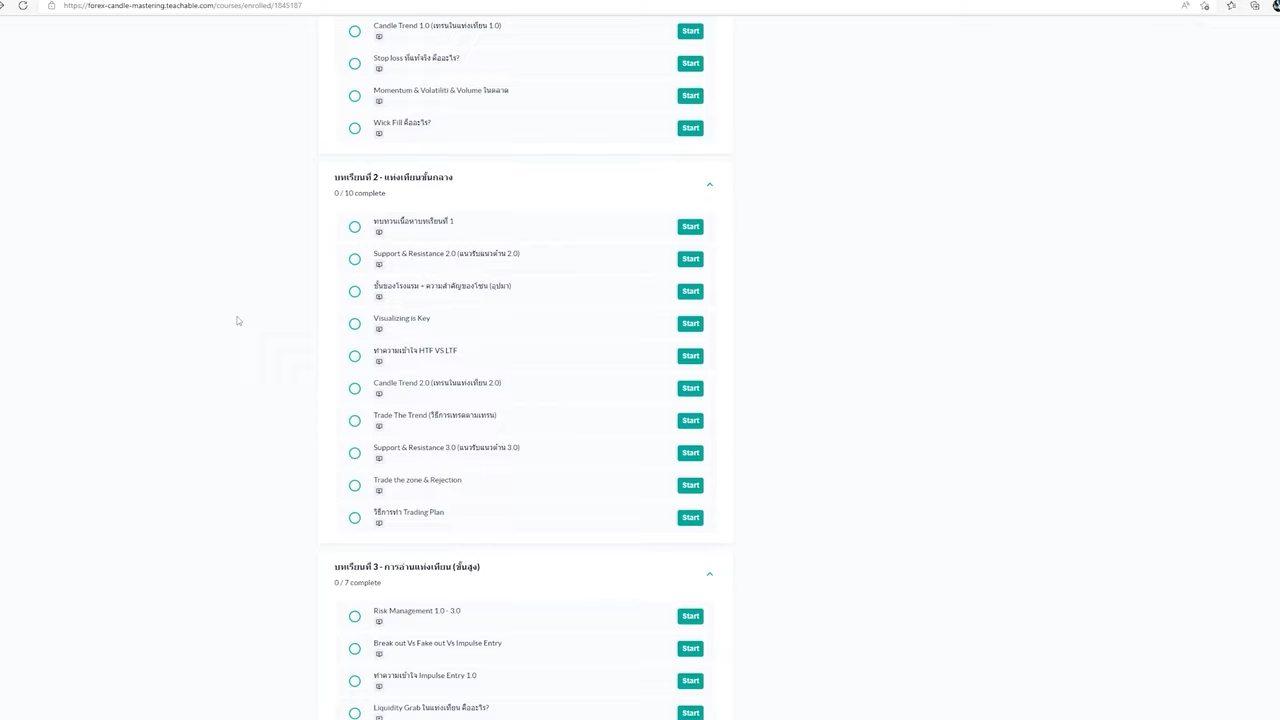 https://forex-candle-mastering.teachable.com/courses/enrolled/1845187
Candle Trend 1.0 (เทรนในแท่งเทียน 1.0)
Start
Stop loss ที่แท้จริง คืออะไร?
Start
Momentum & Volatiliti & Volume ในตลาด
Start
Wick Fill คืออะไร?
Start
บทเรียนที่ 2 - แท่งเทียนชั้นกลาง
0 / 10 complete
ทบทวนเนื้อหาบทเรียนที่ 1
Start
Support & Resistance 2.0 (แนวรับแนวต้าน 2.0)
Start
ชั้นของโรงแรม + ความสำคัญของโซน (อุปมา)
Start
Visualizing is Key
Start
ทำความเข้าใจ HTF VS LTF
Start
Candle Trend 2.0 (เทรนในแท่งเทียน 2.0)
Start
Trade The Trend (วิธีการเทรดตามเทรน)
Start
Support & Resistance 3.0 (แนวรับแนวต้าน 3.0)
Start
Trade the zone & Rejection
Start
วิธีการทำ Trading Plan
Start
บทเรียนที่ 3 - การอ่านแท่งเทียน (ชั้นสูง)
0 / 7 complete
Risk Management 1.0 - 3.0
Start
Break out Vs Fake out Vs Impulse Entry
Start
ทำความเข้าใจ Impulse Entry 1.0
Start
Liquidity Grab ในแท่งเทียน คืออะไร?
Start